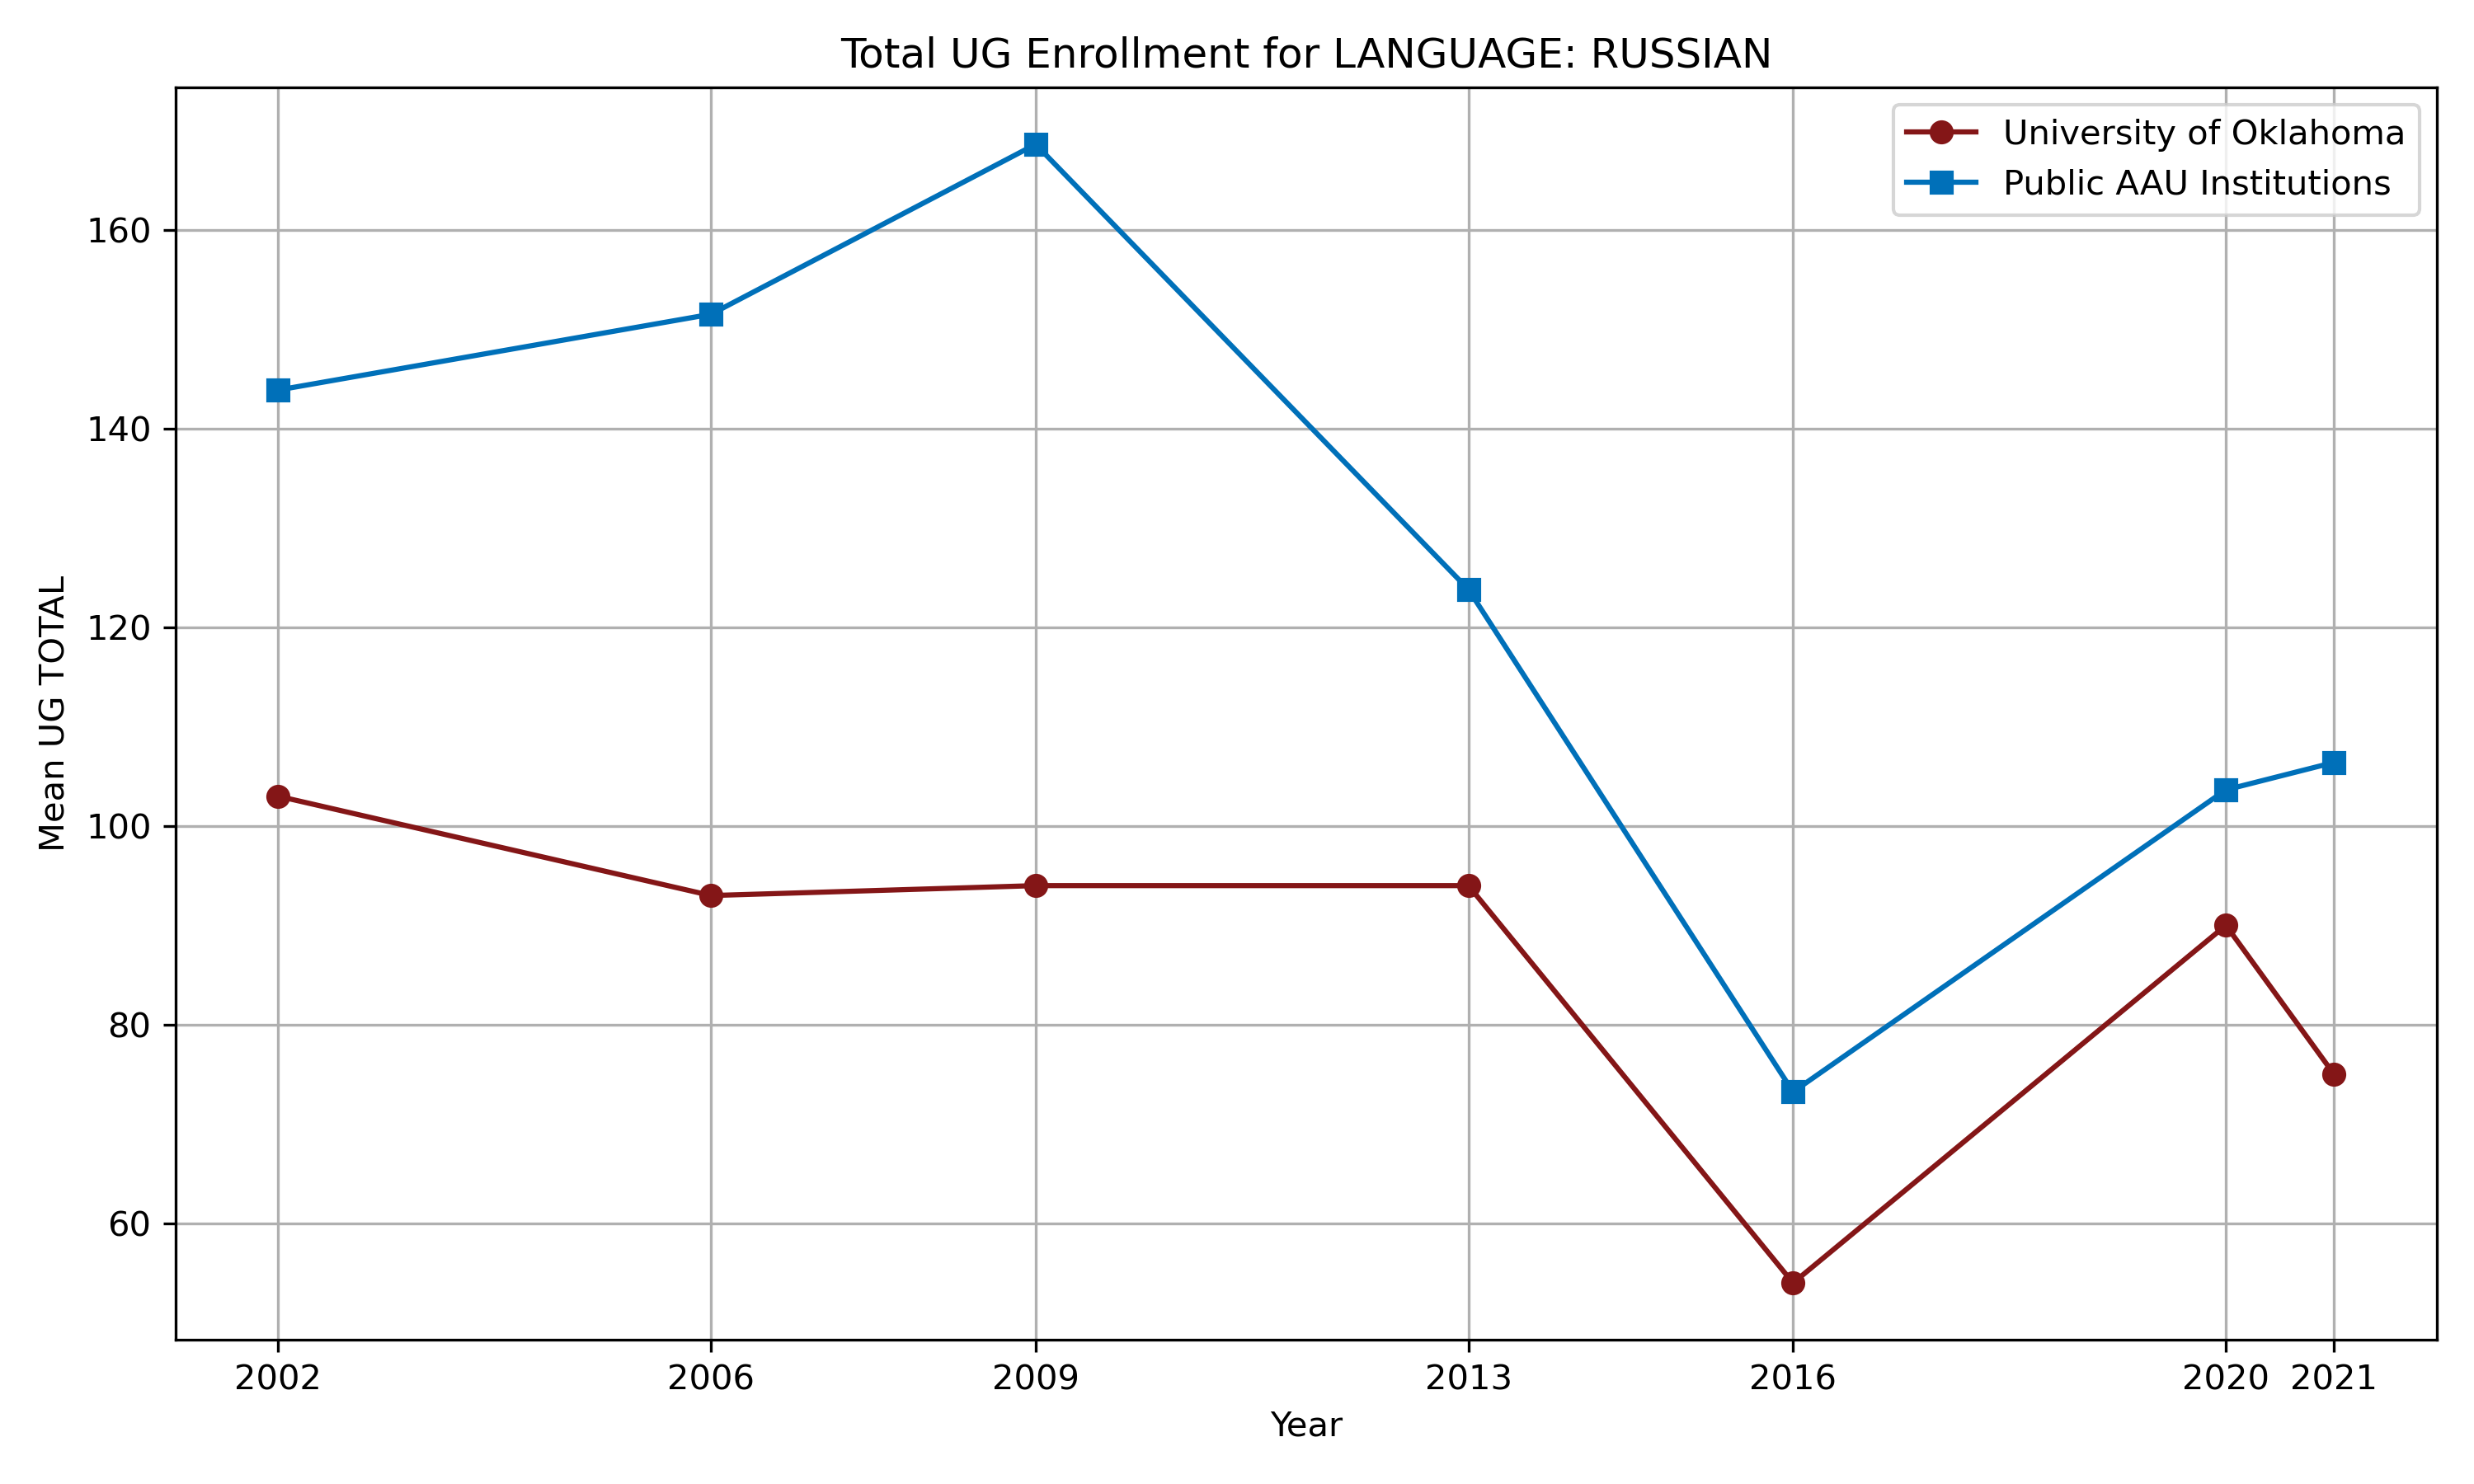 Total UG Enrollment for LANGUAGE: RUSSIAN
University of Oklahoma
Public AAU Institutions
Mean UG TOTAL
160
140
120
100
80
60
2002 2006 2009 2013 2016 2020 2021
Year